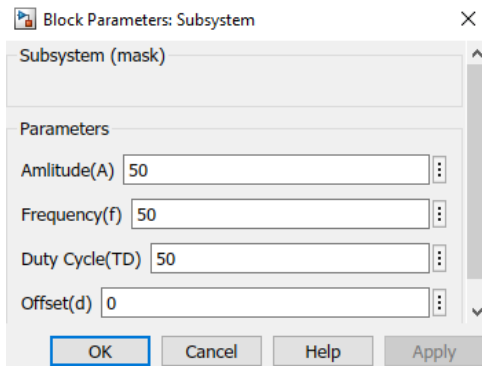 Block Parameters: Subsystem
Subsystem (mask)
Parameters
Amlitude(A) 50
Frequency(f) 50
Duty Cycle(TD) 50
Offset(d) 0
OK Cancel Help Apply